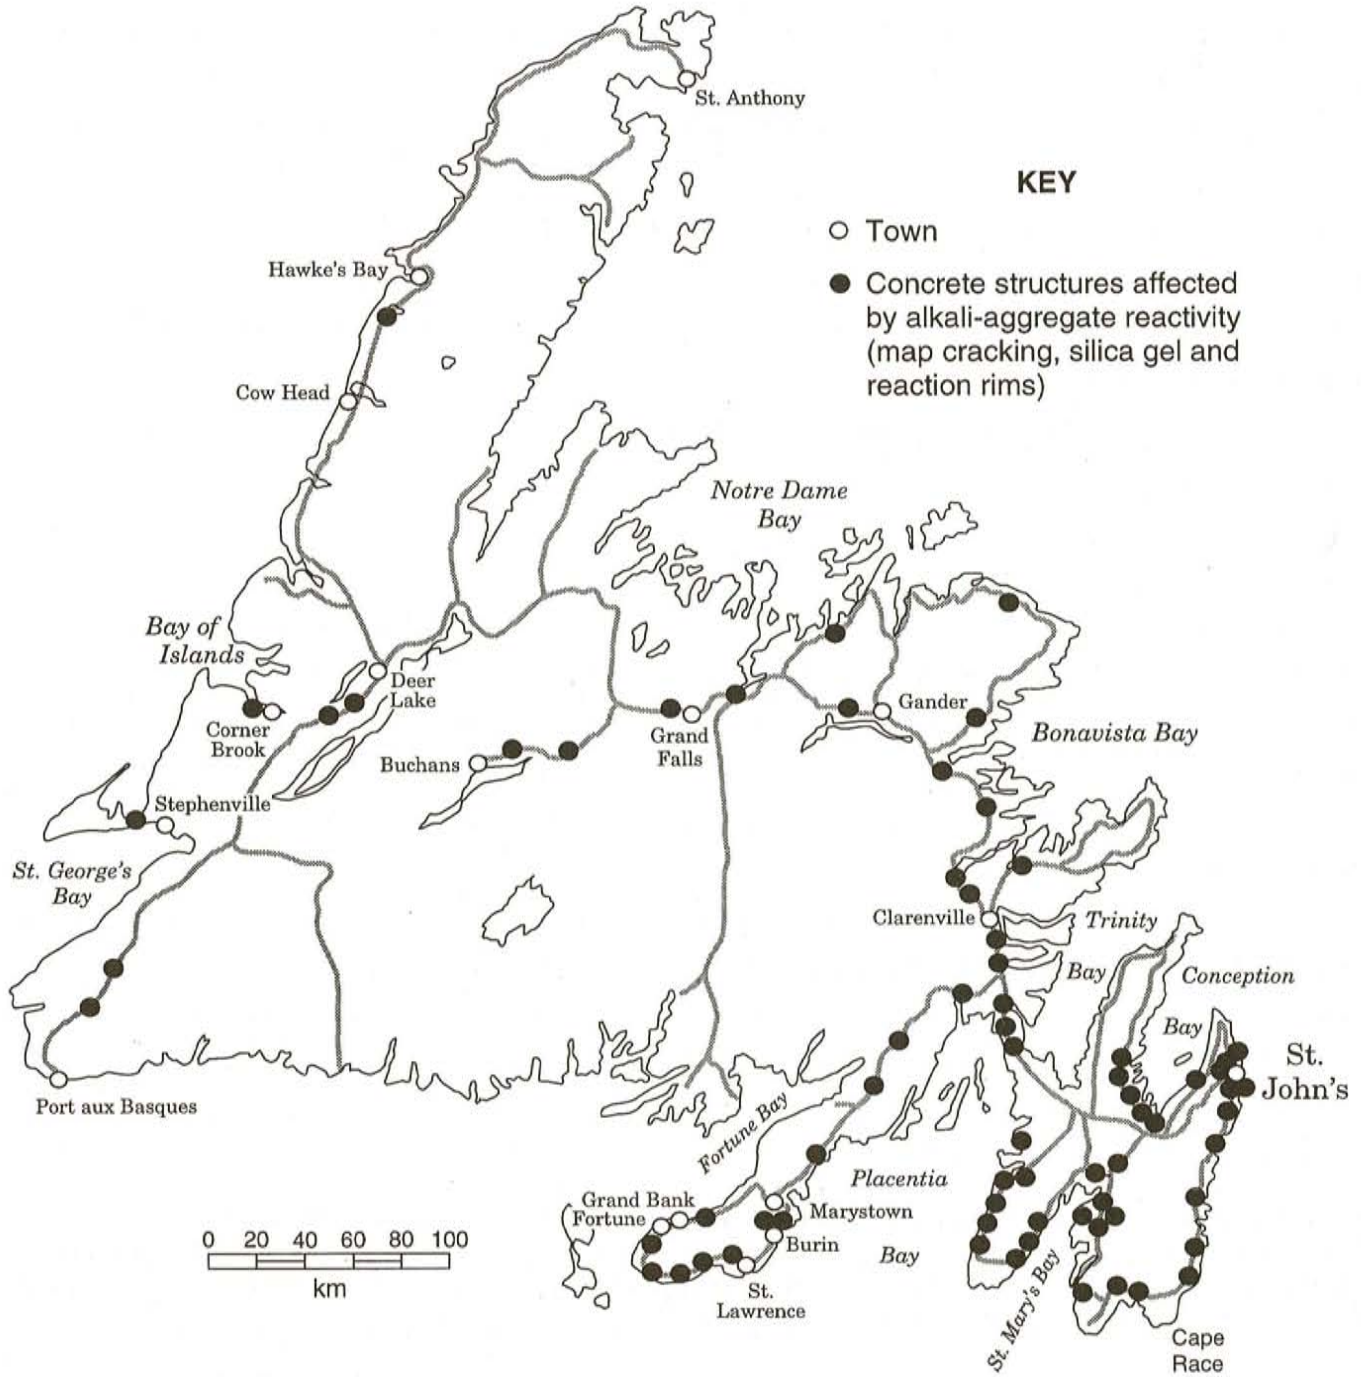 St. Anthony
KEY
Town
Concrete structures affected
by alkali-aggregate reactivity
(map cracking, silica gel and
reaction rims)
Hawke's Bay
Cow Head
Notre Dame
Bay
Bay of
Islands
Deer
Lake
Corner
Brook
Grand
Falls
Gander
Buchans
Bonavista Bay
Stephenville
St. George's
Bay
Clarenville
Trinity
Bay
Conception
Bay
St.
John's
Port aux Basques
Fortune Bay
Placentia
Bay
Grand Bank
Fortune
Marystown
Burin
St.
Lawrence
St. Mary's Bay
Cape
Race
0 20 40 60 80 100
km